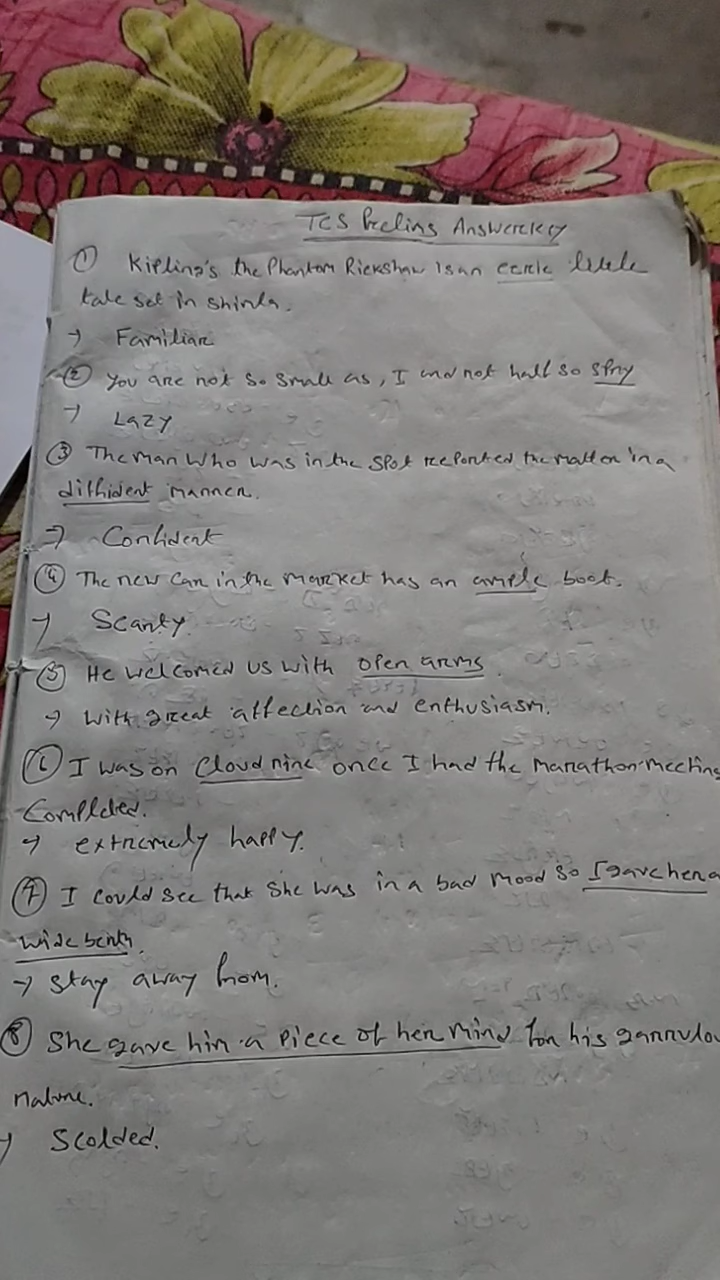 TCS Prelims Answerkey
① Kipling's the Phantom Rickshaw is an eerie little
tale set in Shimla.
→ Familiar
② You are not so small as, I and not half so spry
→ Lazy
③ The man who was in the spot reported the matter in a
diffident manner.
→ Confident
④ The new car in the market has an ample boot.
→ Scanty
⑤ He welcomed us with open arms.
→ with great affection and enthusiasm.
⑥ I was on cloud nine once I had the marathon meeting
Completed.
→ extremely happy.
⑦ I could see that she was in a bad mood so I gave her a
wide berth.
→ stay away from.
⑧ She gave him a piece of her mind for his garrulou
nature.
→ Scolded.